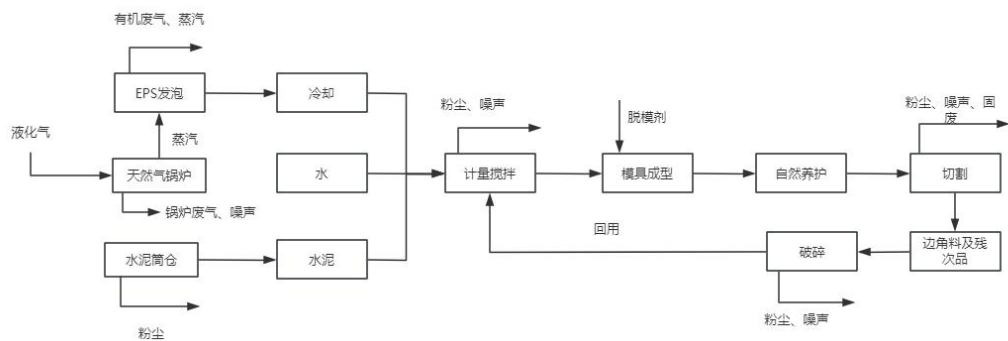 有机废气、蒸汽
EPS发泡
冷却
液化气
蒸汽
天然气锅炉
锅炉废气、噪声
水
水泥筒仓
水泥
粉尘
粉尘、噪声
计量搅拌
脱模剂
模具成型
自然养护
粉尘、噪声、固
废
切割
回用
破碎
边角料及残
次品
粉尘、噪声